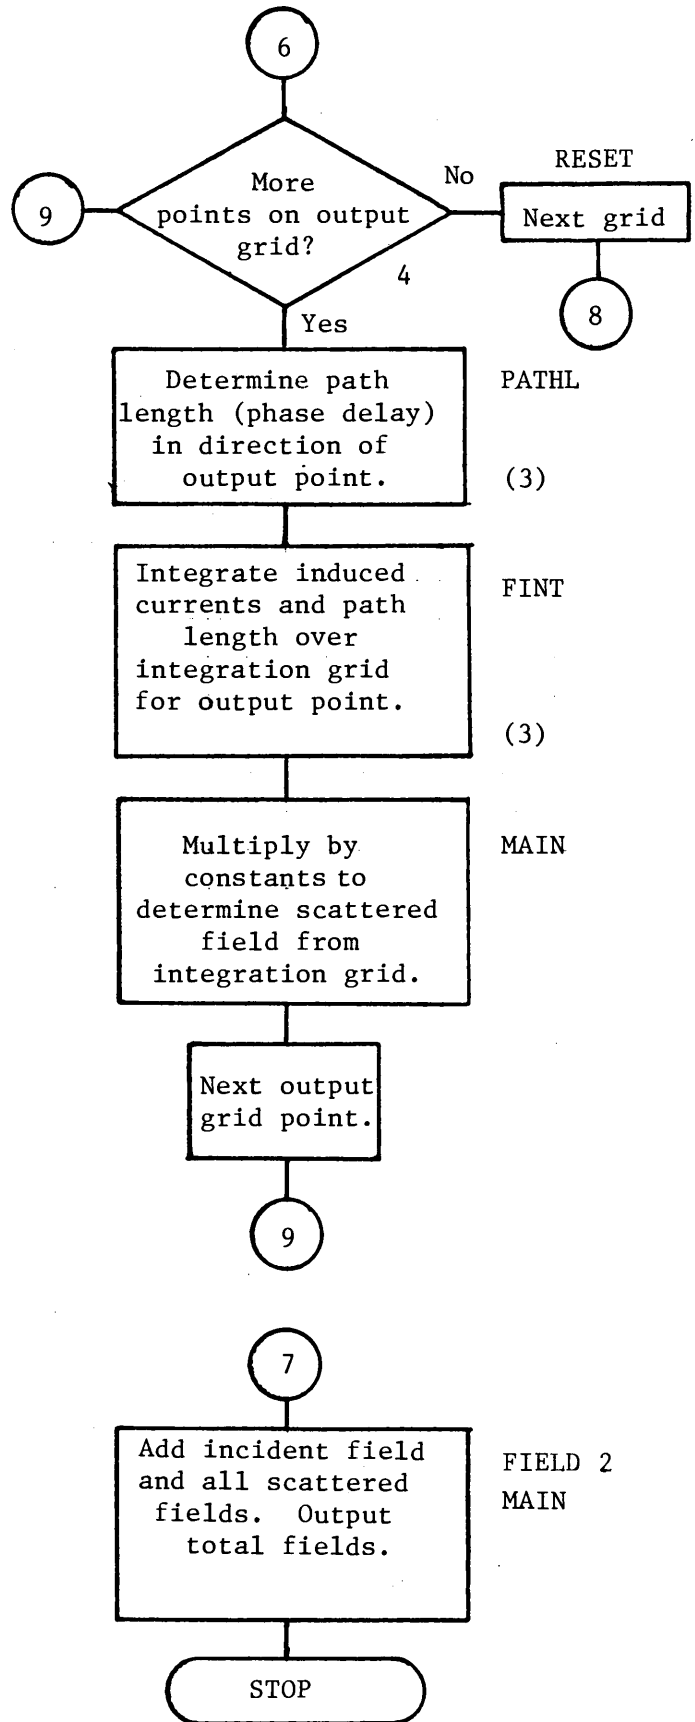 6
RESET
No
9
More
points on output
grid?
Next grid
4
8
Yes
Determine path
length (phase delay)
in direction of
output point.
PATHL
(3)
Integrate induced
currents and path
length over
integration grid
for output point.
FINT
(3)
Multiply by
constants to
determine scattered
field from
integration grid.
MAIN
Next output
grid point.
9
7
Add incident field
and all scattered
fields. Output
total fields.
FIELD 2
MAIN
STOP